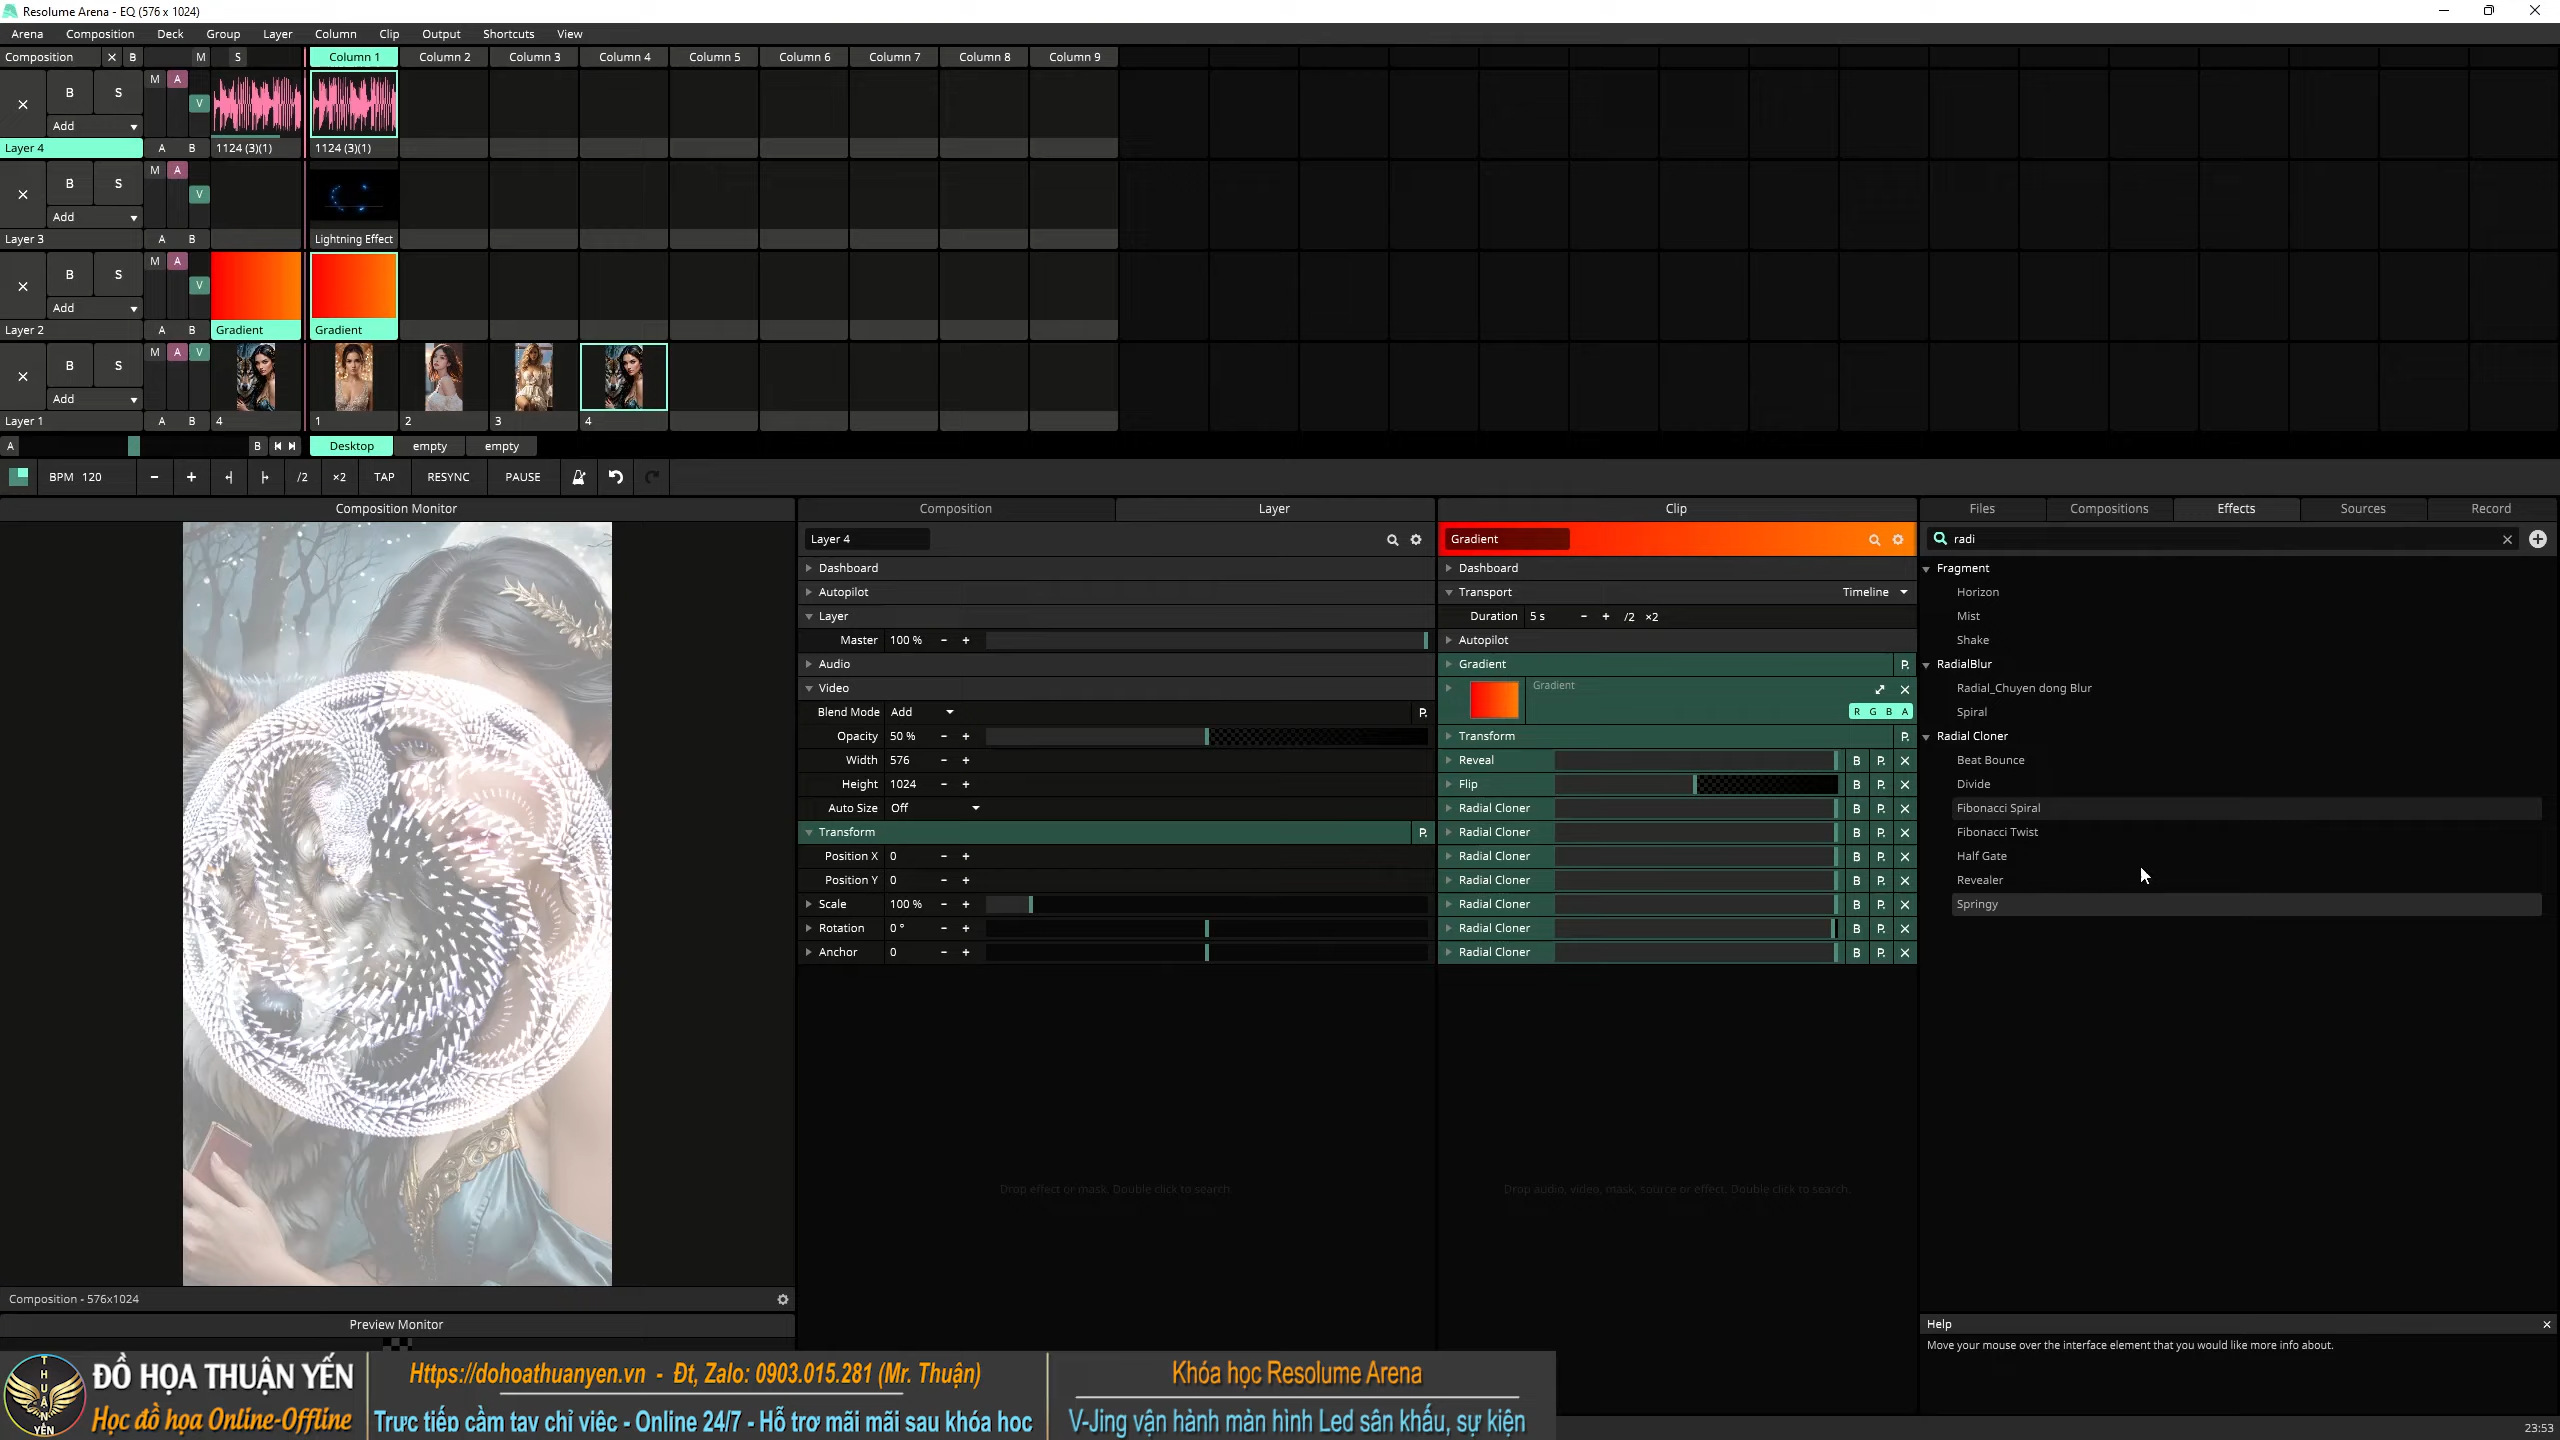 Resolume Arena - EQ (576 x 1024)
Arena Composition Deck Group Layer Column Clip Output Shortcuts View
Composition × B M S Column 1 Column 2 Column 3 Column 4 Column 5 Column 6 Column 7 Column 8 Column 9
B S M A V
Add
Layer 4 A B 1124 (3)(1) 1124 (3)(1)
B S M A V
Add
Layer 3 A B Lightning Effect
B S M A V
Add
Layer 2 A B Gradient Gradient
B S M A V
Add
Layer 1 A B 4 1 2 3 4
A B Desktop empty empty
BPM 120 - + /2 ×2 TAP RESYNC PAUSE
Composition Monitor
Composition - 576x1024
Preview Monitor
Composition Layer
Layer 4
Dashboard
Autopilot
Layer
Master 100 % - +
Audio
Video
Blend Mode Add P.
Opacity 50 % - +
Width 576 - +
Height 1024 - +
Auto Size Off
Transform P.
Position X 0 - +
Position Y 0 - +
Scale 100 % - +
Rotation 0 ° - +
Anchor 0 - +
Drop effect or mask. Double click to search.
Clip
Gradient
Dashboard
Transport Timeline
Duration 5 s - + /2 ×2
Autopilot
Gradient P.
Gradient
R G B A
Transform P.
Reveal B P. ×
Flip B P. ×
Radial Cloner B P. ×
Radial Cloner B P. ×
Radial Cloner B P. ×
Radial Cloner B P. ×
Radial Cloner B P. ×
Radial Cloner B P. ×
Radial Cloner B P. ×
Drop audio, video, mask, source or effect. Double click to search.
Files Compositions Effects Sources Record
radi
Fragment
Horizon
Mist
Shake
RadialBlur
Radial_Chuyen dong Blur
Spiral
Radial Cloner
Beat Bounce
Divide
Fibonacci Spiral
Fibonacci Twist
Half Gate
Revealer
Springy
Help
Move your mouse over the interface element that you would like more info about.
23:53
THUAN YẾN
ĐỒ HỌA THUẬN YẾN
Học đồ họa Online-Offline
Https://dohoathuanyen.vn - Đt, Zalo: 0903.015.281 (Mr. Thuận)
Trực tiếp cầm tay chỉ việc - Online 24/7 - Hỗ trợ mãi mãi sau khóa học
Khóa học Resolume Arena
V-Jing vận hành màn hình Led sân khấu, sự kiện